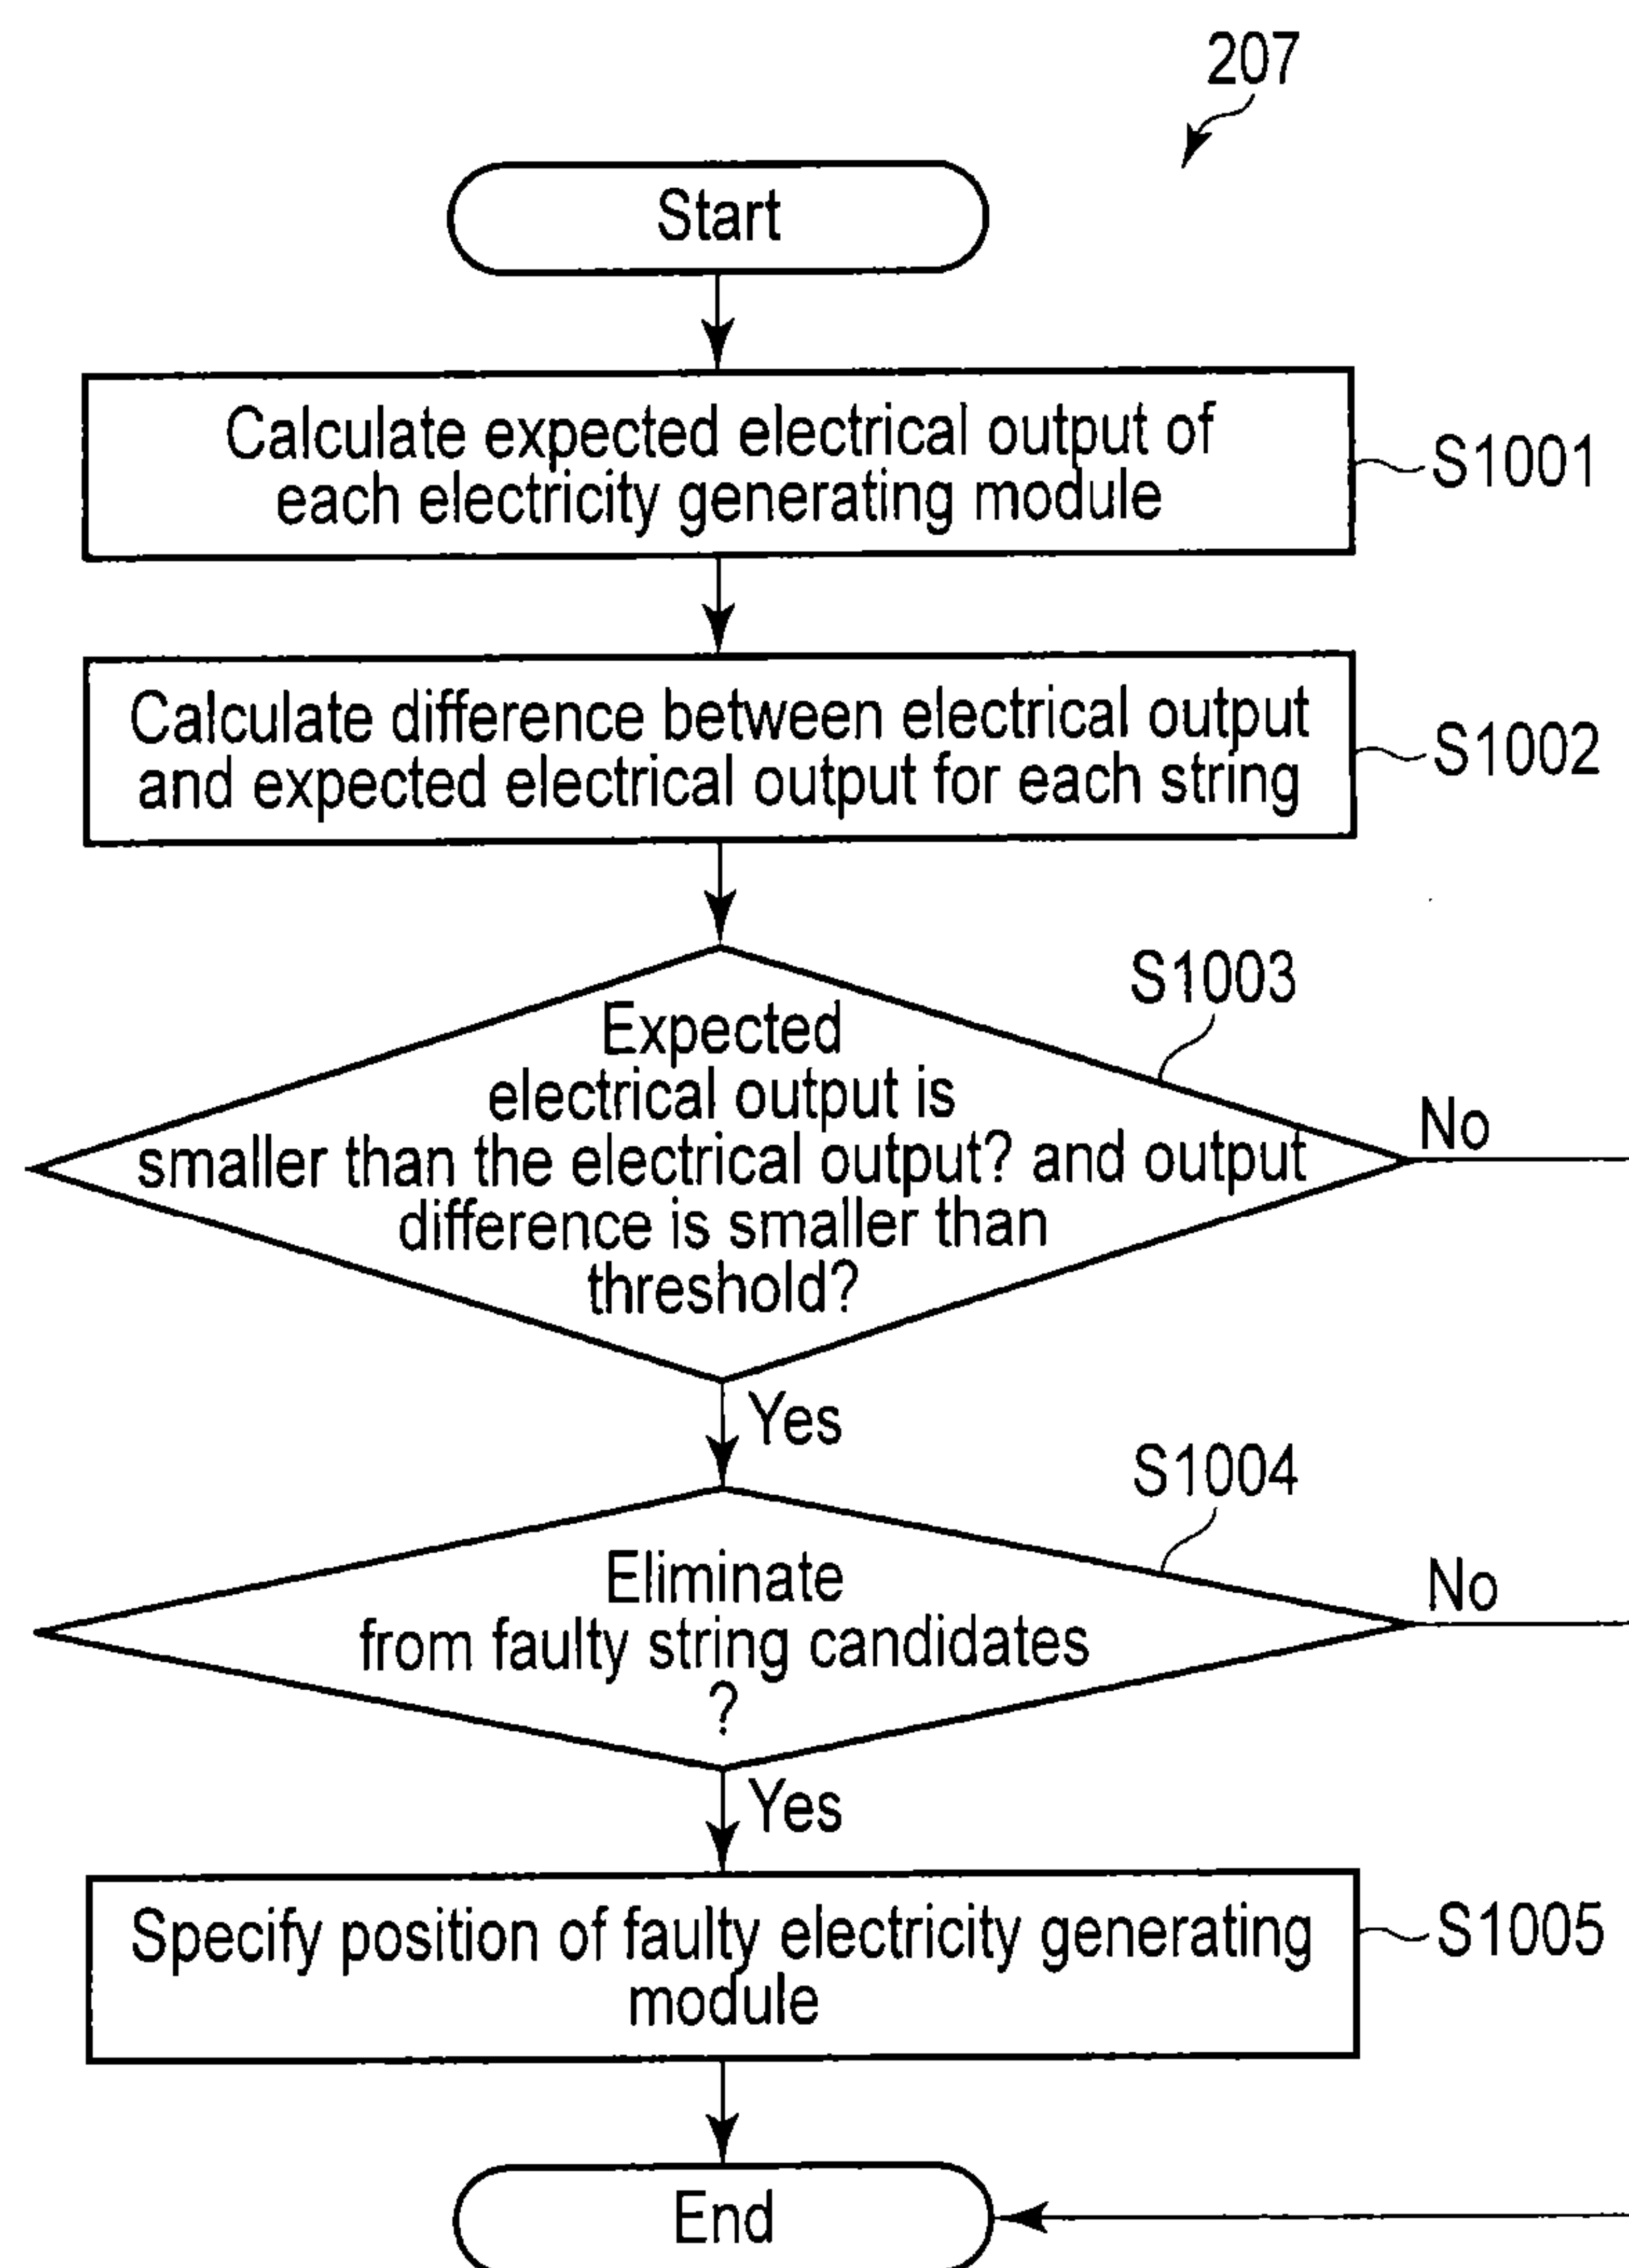 207
Start
Calculate expected electrical output of
each electricity generating module
S1001
Calculate difference between electrical output
and expected electrical output for each string
S1002
S1003
Expected
electrical output is
smaller than the electrical output? and output
difference is smaller than
threshold?
No
Yes
S1004
Eliminate
from faulty string candidates
?
No
Yes
Specify position of faulty electricity generating
module
S1005
End